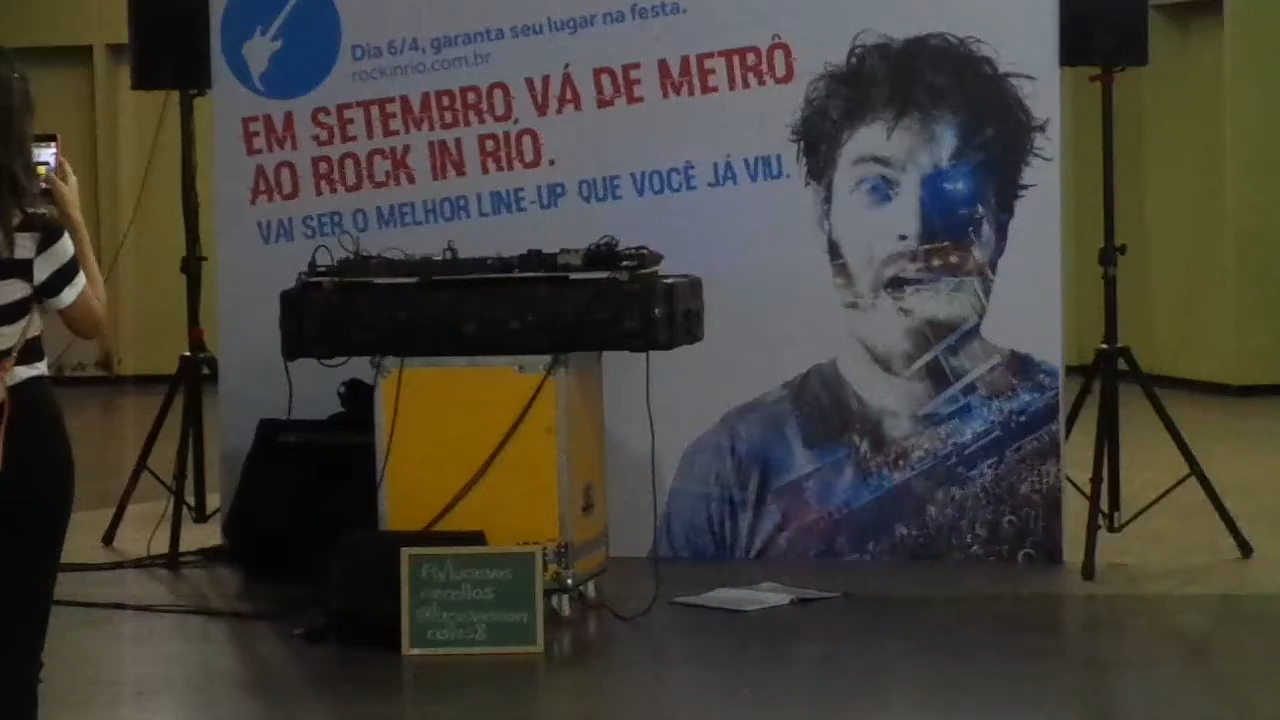 Dia 6/4, garanta seu lugar na festa.
rockinrio.com.br
EM SETEMBRO, VÁ DE METRÔ
AO ROCK IN RIO.
VAI SER O MELHOR LINE-UP QUE VOCÊ JÁ VIU.